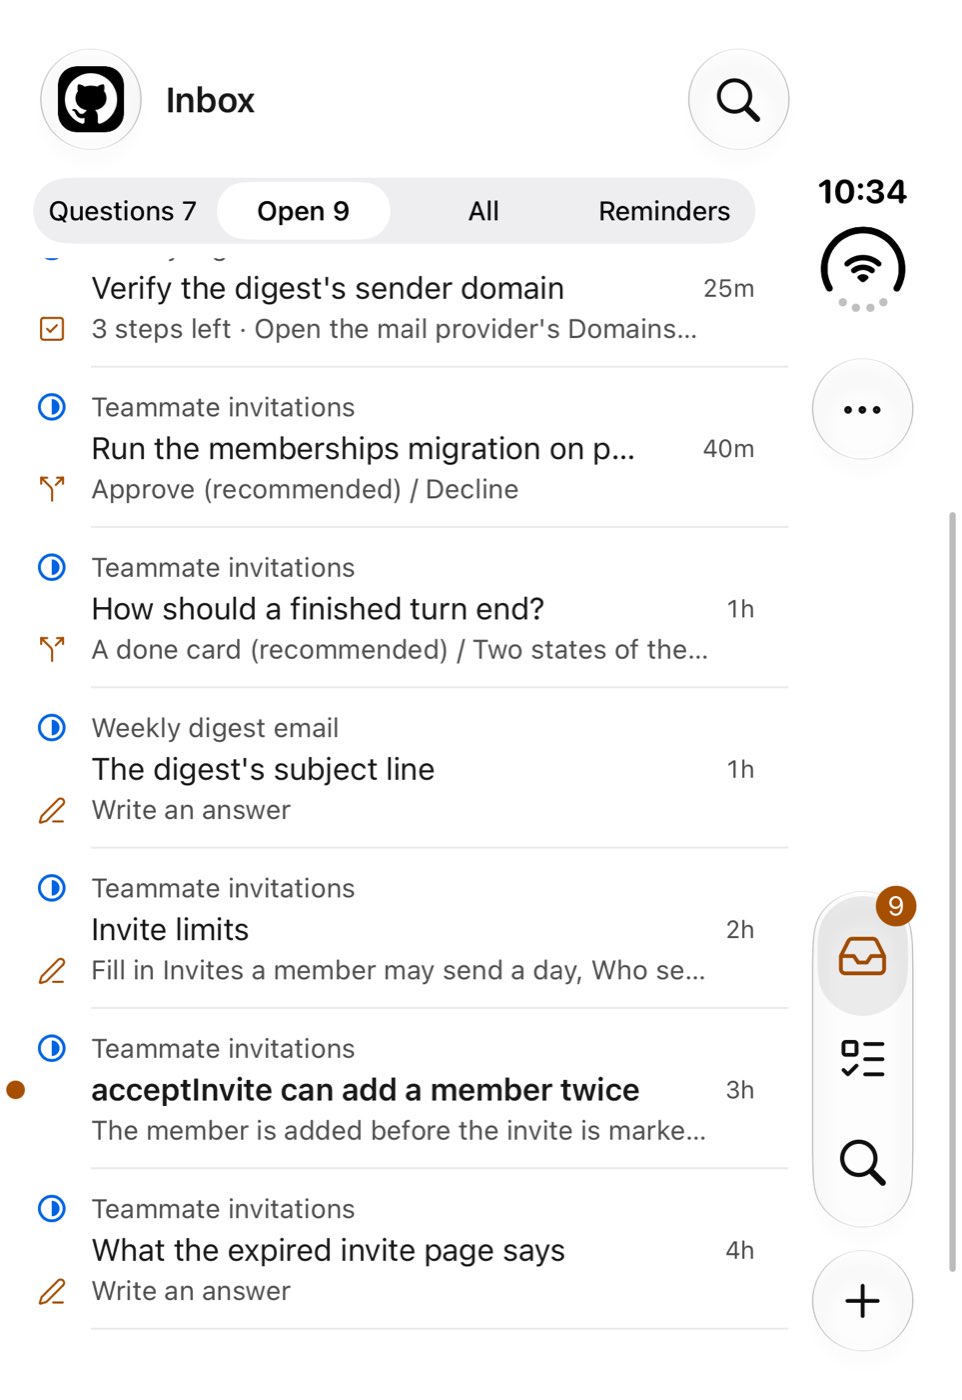 Inbox
10:34
Questions 7
Open 9
All
Reminders
Verify the digest's sender domain
25m
3 steps left · Open the mail provider's Domains...
Teammate invitations
Run the memberships migration on p...
40m
Approve (recommended) / Decline
Teammate invitations
How should a finished turn end?
1h
A done card (recommended) / Two states of the...
Weekly digest email
The digest's subject line
1h
Write an answer
Teammate invitations
Invite limits
2h
Fill in Invites a member may send a day, Who se...
Teammate invitations
acceptInvite can add a member twice
3h
The member is added before the invite is marke...
Teammate invitations
What the expired invite page says
4h
Write an answer
9